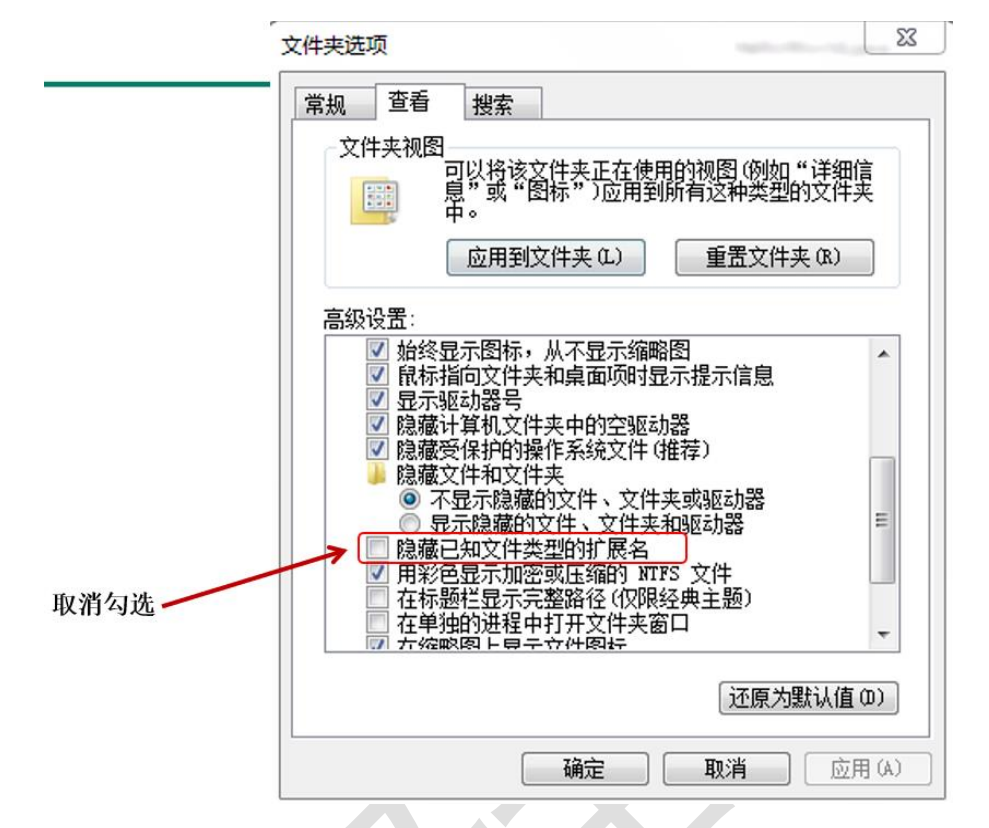 文件夹选项
常规
查看
搜索
文件夹视图
可以将该文件夹正在使用的视图(例如“详细信
息”或“图标”)应用到所有这种类型的文件夹
中。
应用到文件夹(L)
重置文件夹(R)
高级设置:
始终显示图标，从不显示缩略图
鼠标指向文件夹和桌面项时显示提示信息
显示驱动器号
隐藏计算机文件夹中的空驱动器
隐藏受保护的操作系统文件(推荐)
隐藏文件和文件夹
不显示隐藏的文件、文件夹或驱动器
显示隐藏的文件、文件夹和驱动器
隐藏已知文件类型的扩展名
用彩色显示加密或压缩的 NTFS 文件
取消勾选
在标题栏显示完整路径(仅限经典主题)
在单独的进程中打开文件夹窗口
在缩略图上显示文件图标
还原为默认值(D)
确定
取消
应用(A)